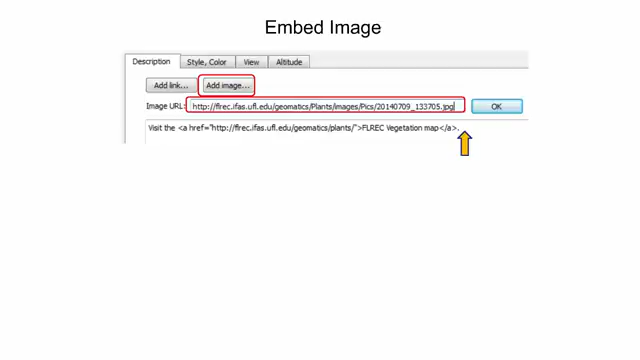 Embed Image
Description Style, Color View Altitude
Add link... Add image...
Image URL: http://flrec.ifas.ufl.edu/geomatics/Plants/images/Pics/20140709_133705.jpg OK
Visit the <a href="http://flrec.ifas.ufl.edu/geomatics/plants/">FLREC Vegetation map</a>.